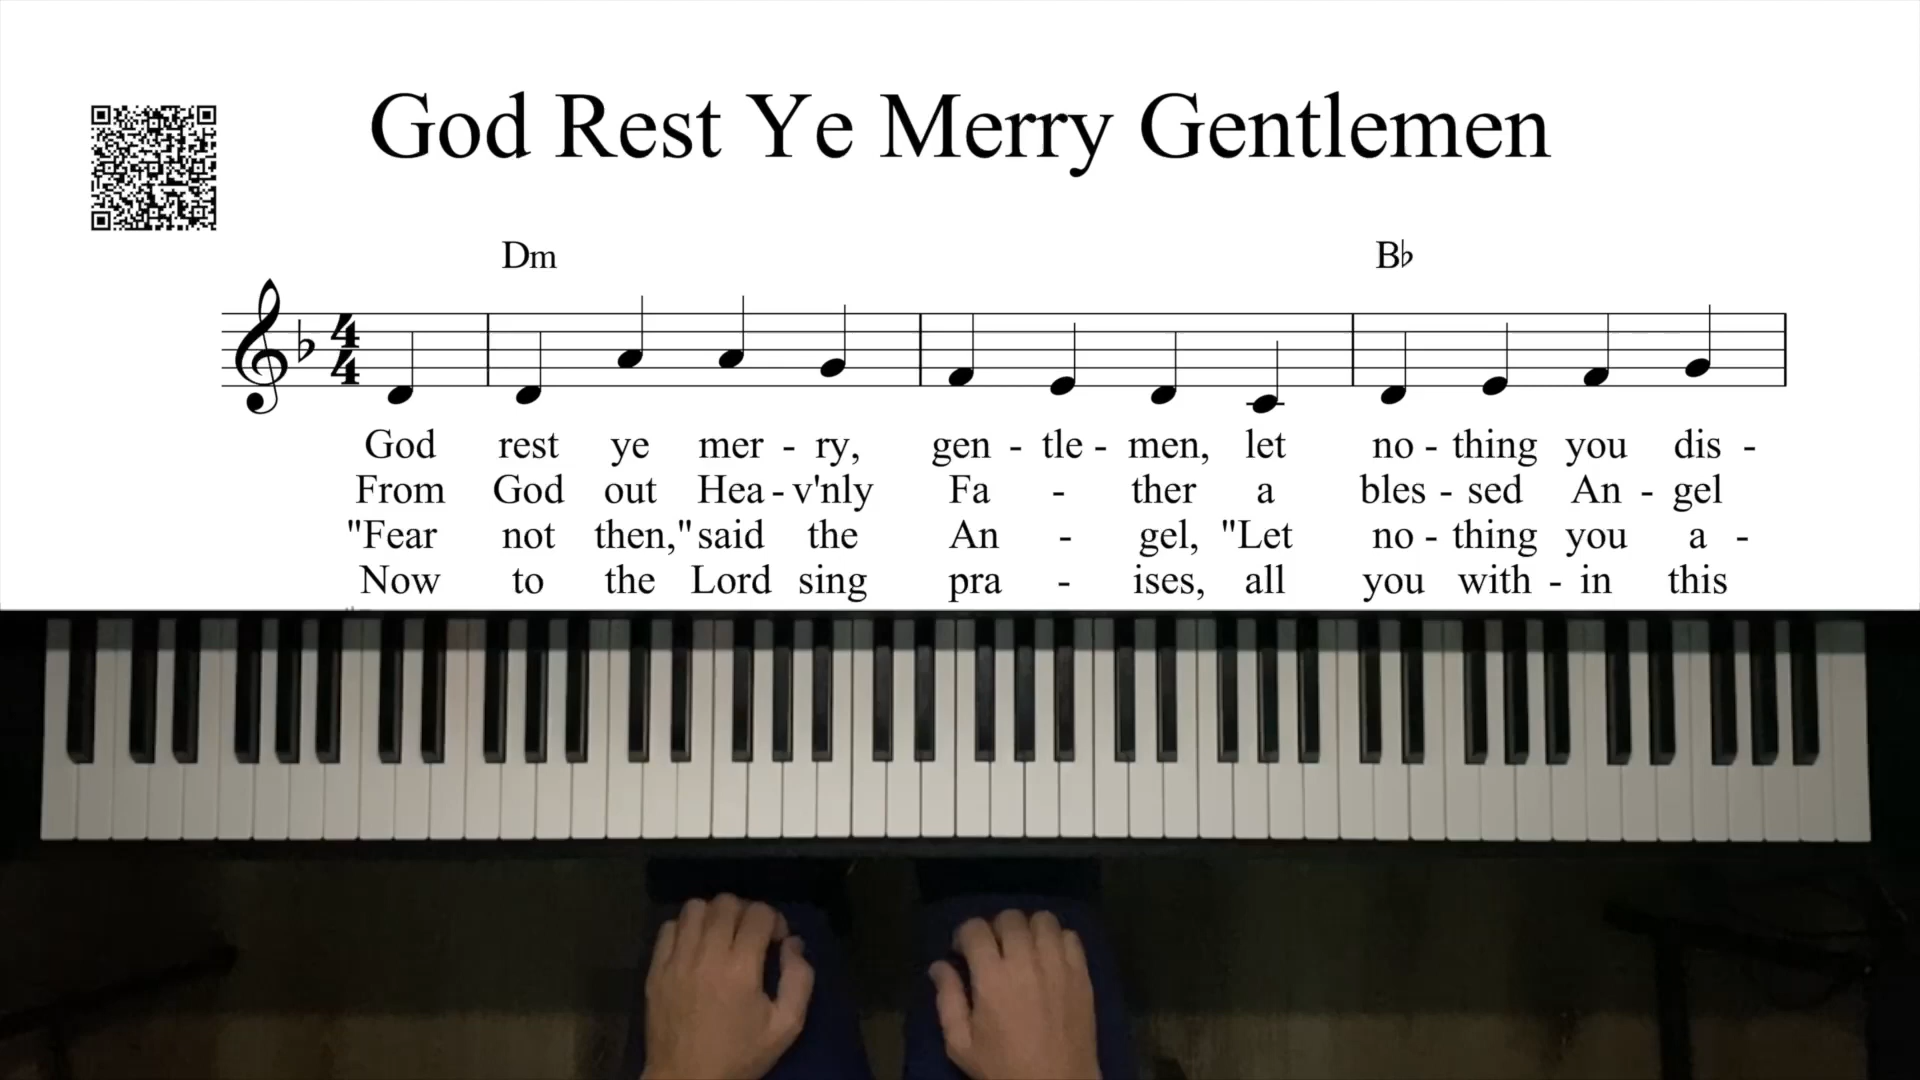 God Rest Ye Merry Gentlemen
Dm B♭
4
4
God rest ye mer - ry, gen - tle - men, let no - thing you dis -
From God out Hea - v'nly Fa - ther a bles - sed An - gel
"Fear not then," said the An - gel, "Let no - thing you a -
Now to the Lord sing pra - ises, all you with - in this